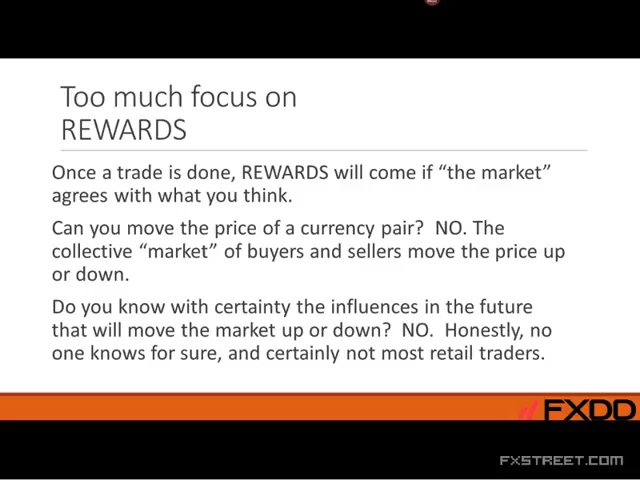 Too much focus on
REWARDS
Once a trade is done, REWARDS will come if “the market”
agrees with what you think.
Can you move the price of a currency pair?  NO. The
collective “market” of buyers and sellers move the price up
or down.
Do you know with certainty the influences in the future
that will move the market up or down?  NO.  Honestly, no
one knows for sure, and certainly not most retail traders.
FXDD
FXSTREET.COM